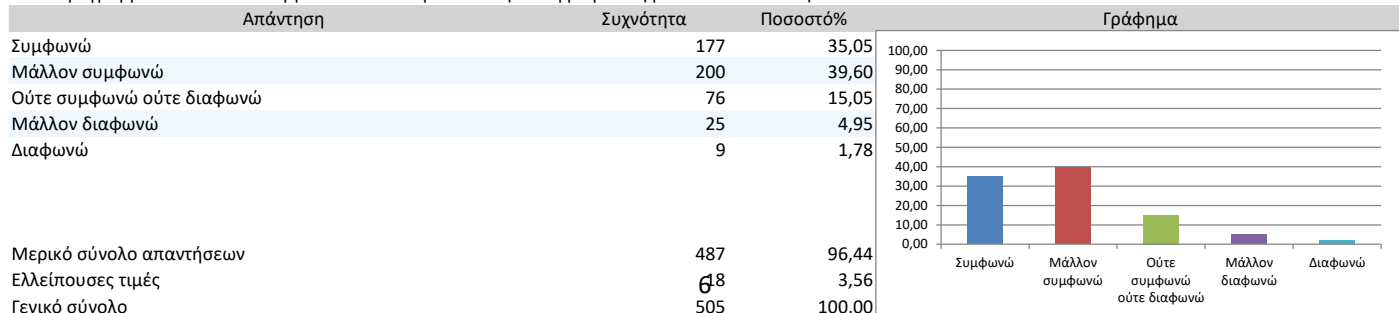 Απάντηση Συχνότητα Ποσοστό% Γράφημα
Συμφωνώ 177 35,05
Μάλλον συμφωνώ 200 39,60
Ούτε συμφωνώ ούτε διαφωνώ 76 15,05
Μάλλον διαφωνώ 25 4,95
Διαφωνώ 9 1,78
Μερικό σύνολο απαντήσεων 487 96,44
Ελλείπουσες τιμές 18 3,56
6
Γενικό σύνολο 505 100,00
100,00
90,00
80,00
70,00
60,00
50,00
40,00
30,00
20,00
10,00
0,00
Συμφωνώ Μάλλον Ούτε Μάλλον Διαφωνώ
συμφωνώ συμφωνώ διαφωνώ
ούτε διαφωνώ